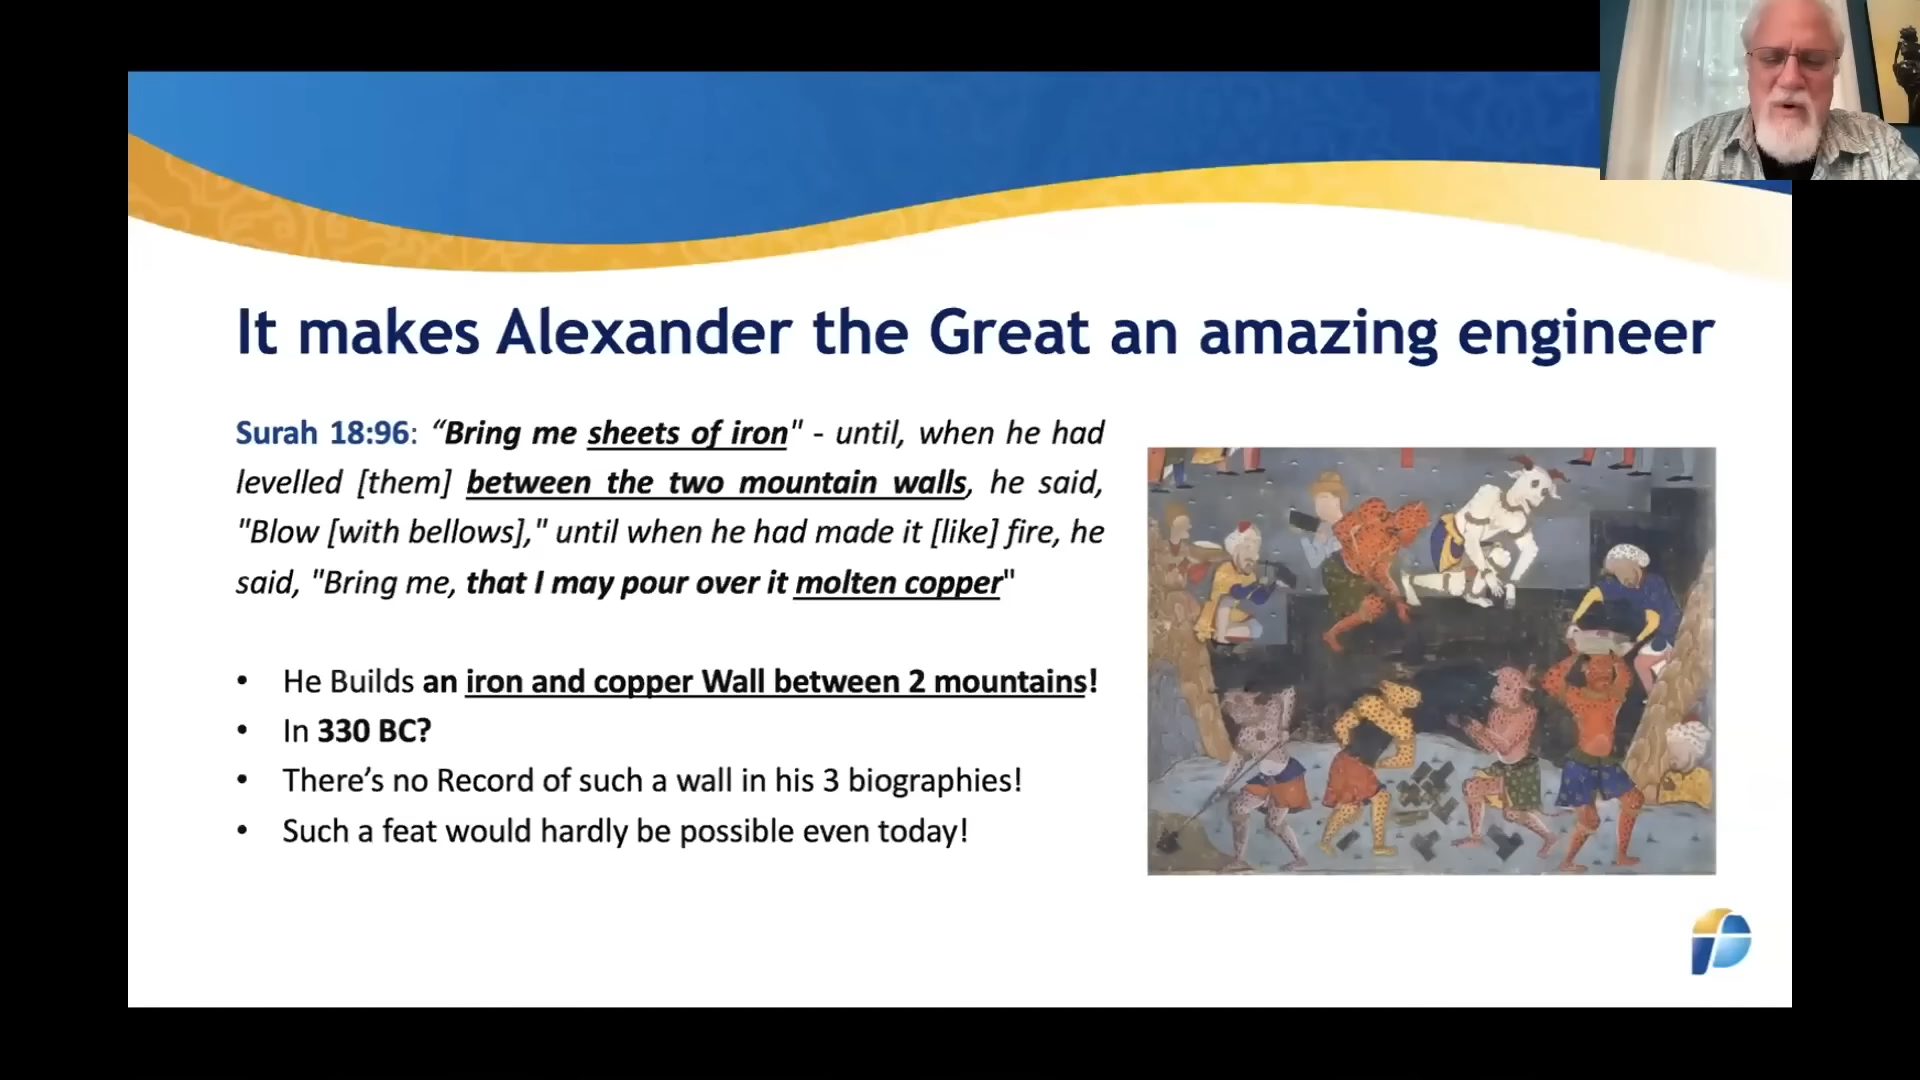 It makes Alexander the Great an amazing engineer
Surah 18:96: “Bring me sheets of iron" - until, when he had
levelled [them] between the two mountain walls, he said,
"Blow [with bellows]," until when he had made it [like] fire, he
said, "Bring me, that I may pour over it molten copper"
• He Builds an iron and copper Wall between 2 mountains!
• In 330 BC?
• There’s no Record of such a wall in his 3 biographies!
• Such a feat would hardly be possible even today!